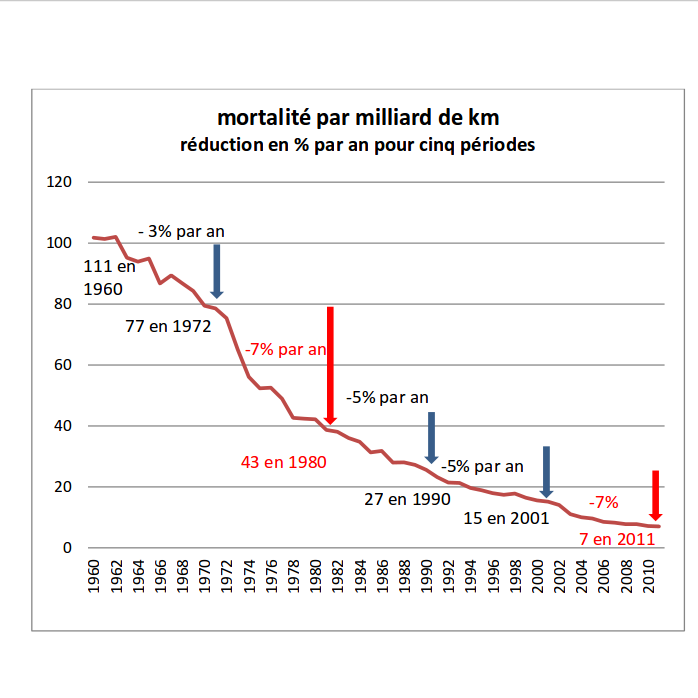 mortalité par milliard de km
réduction en % par an pour cinq périodes
120
100
80
60
40
20
0
- 3% par an
111 en
1960
77 en 1972
-7% par an
43 en 1980
-5% par an
27 en 1990
-5% par an
15 en 2001
-7%
7 en 2011
1960
1962
1964
1966
1968
1970
1972
1974
1976
1978
1980
1982
1984
1986
1988
1990
1992
1994
1996
1998
2000
2002
2004
2006
2008
2010